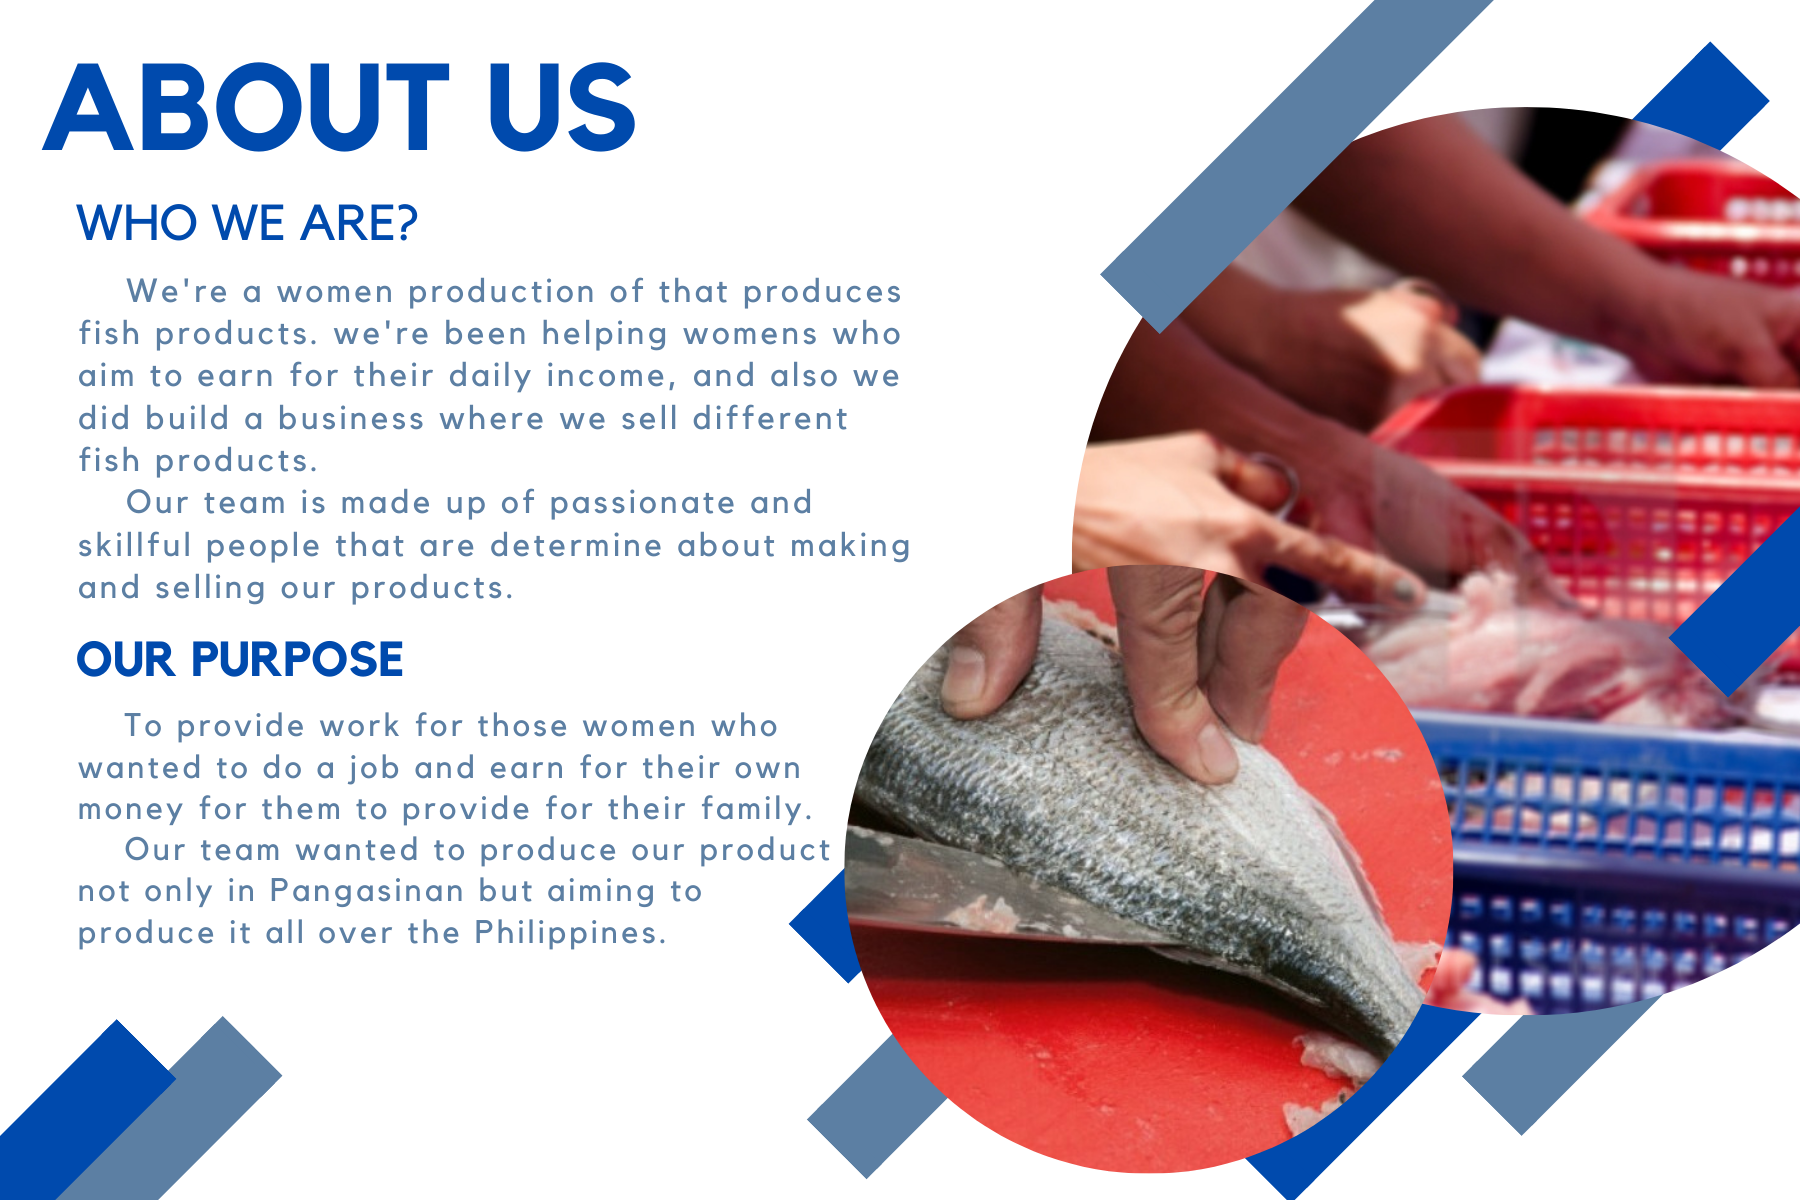 ABOUT US
WHO WE ARE?
We're a women production of that produces
fish products. we're been helping womens who
aim to earn for their daily income, and also we
did build a business where we sell different
fish products.
Our team is made up of passionate and
skillful people that are determine about making
and selling our products.
OUR PURPOSE
To provide work for those women who
wanted to do a job and earn for their own
money for them to provide for their family.
Our team wanted to produce our product
not only in Pangasinan but aiming to
produce it all over the Philippines.